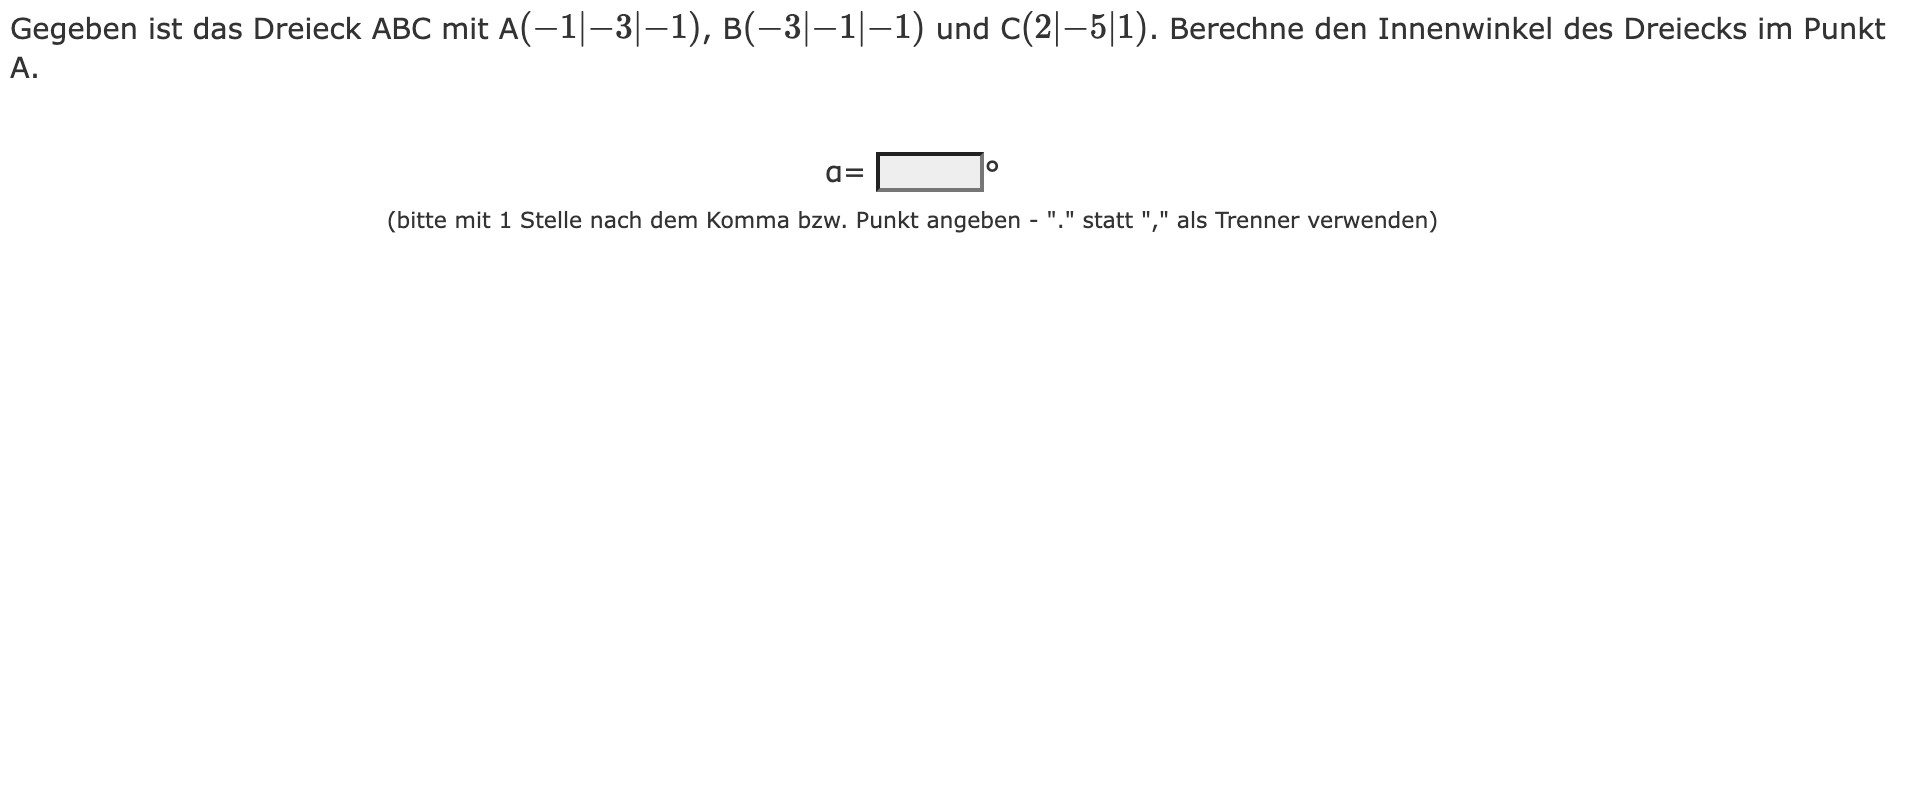 Gegeben ist das Dreieck ABC mit A(−1|−3|−1), B(−3|−1|−1) und C(2|−5|1). Berechne den Innenwinkel des Dreiecks im Punkt
A.
α= °
(bitte mit 1 Stelle nach dem Komma bzw. Punkt angeben - "." statt "," als Trenner verwenden)